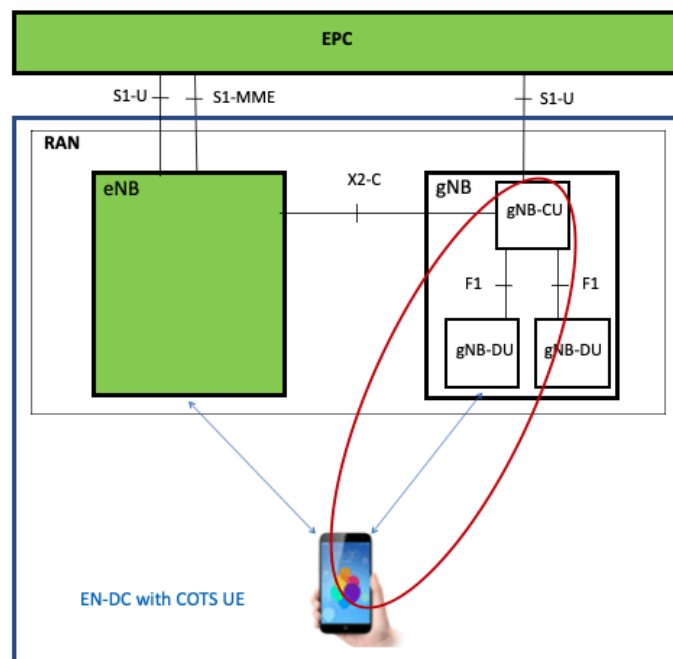 EPC
S1-U
S1-MME
S1-U
RAN
eNB
X2-C
gNB
gNB-CU
F1
F1
gNB-DU
gNB-DU
EN-DC with COTS UE